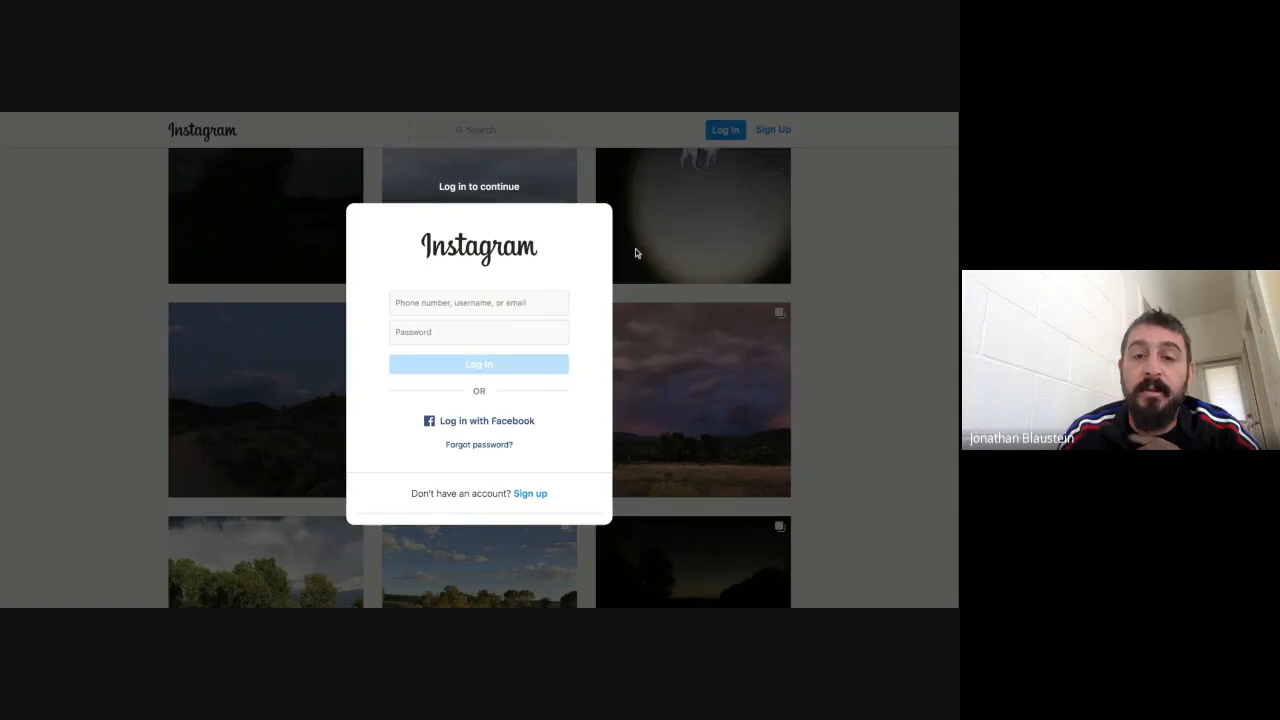 Instagram
Search
Log In
Sign Up
Log in to continue
Instagram
Phone number, username, or email
Password
Log In
OR
Log in with Facebook
Forgot password?
Don't have an account? Sign up
Jonathan Blaustein